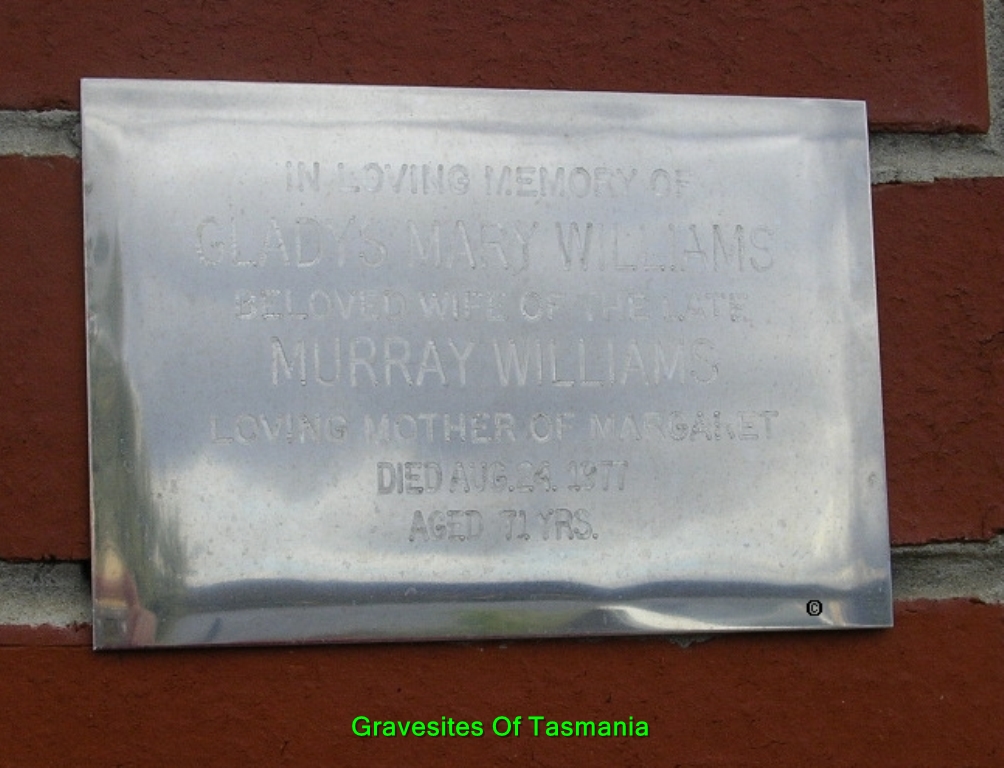 IN LOVING MEMORY OF
GLADYS MARY WILLIAMS
BELOVED WIFE OF THE LATE
MURRAY WILLIAMS
LOVING MOTHER OF MARGARET
DIED AUG. 24. 1977
AGED 71 YRS.
©
Gravesites Of Tasmania